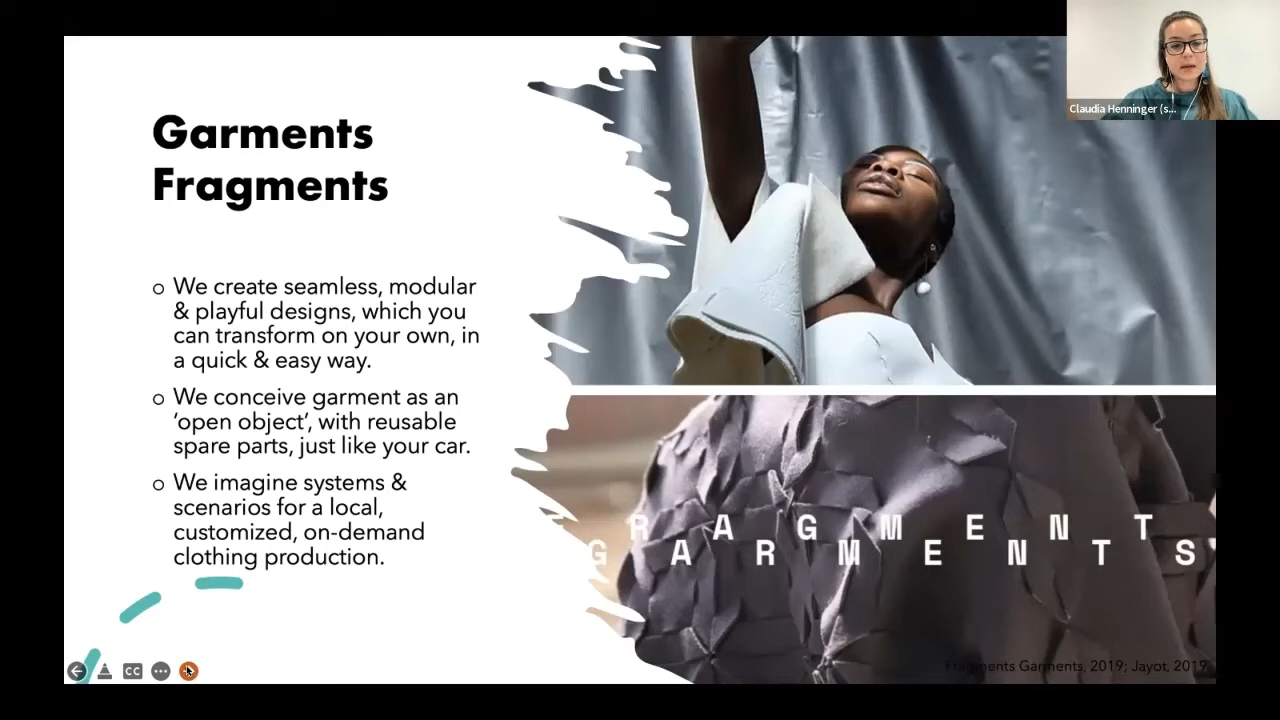 Claudia Henninger (s...
Garments
Fragments
We create seamless, modular
& playful designs, which you
can transform on your own, in
a quick & easy way.
We conceive garment as an
‘open object‘, with reusable
spare parts, just like your car.
We imagine systems &
scenarios for a local,
customized, on-demand
clothing production.
RAGMENT
GARMENTS
Fragments Garments, 2019; Jayot, 2019
CC